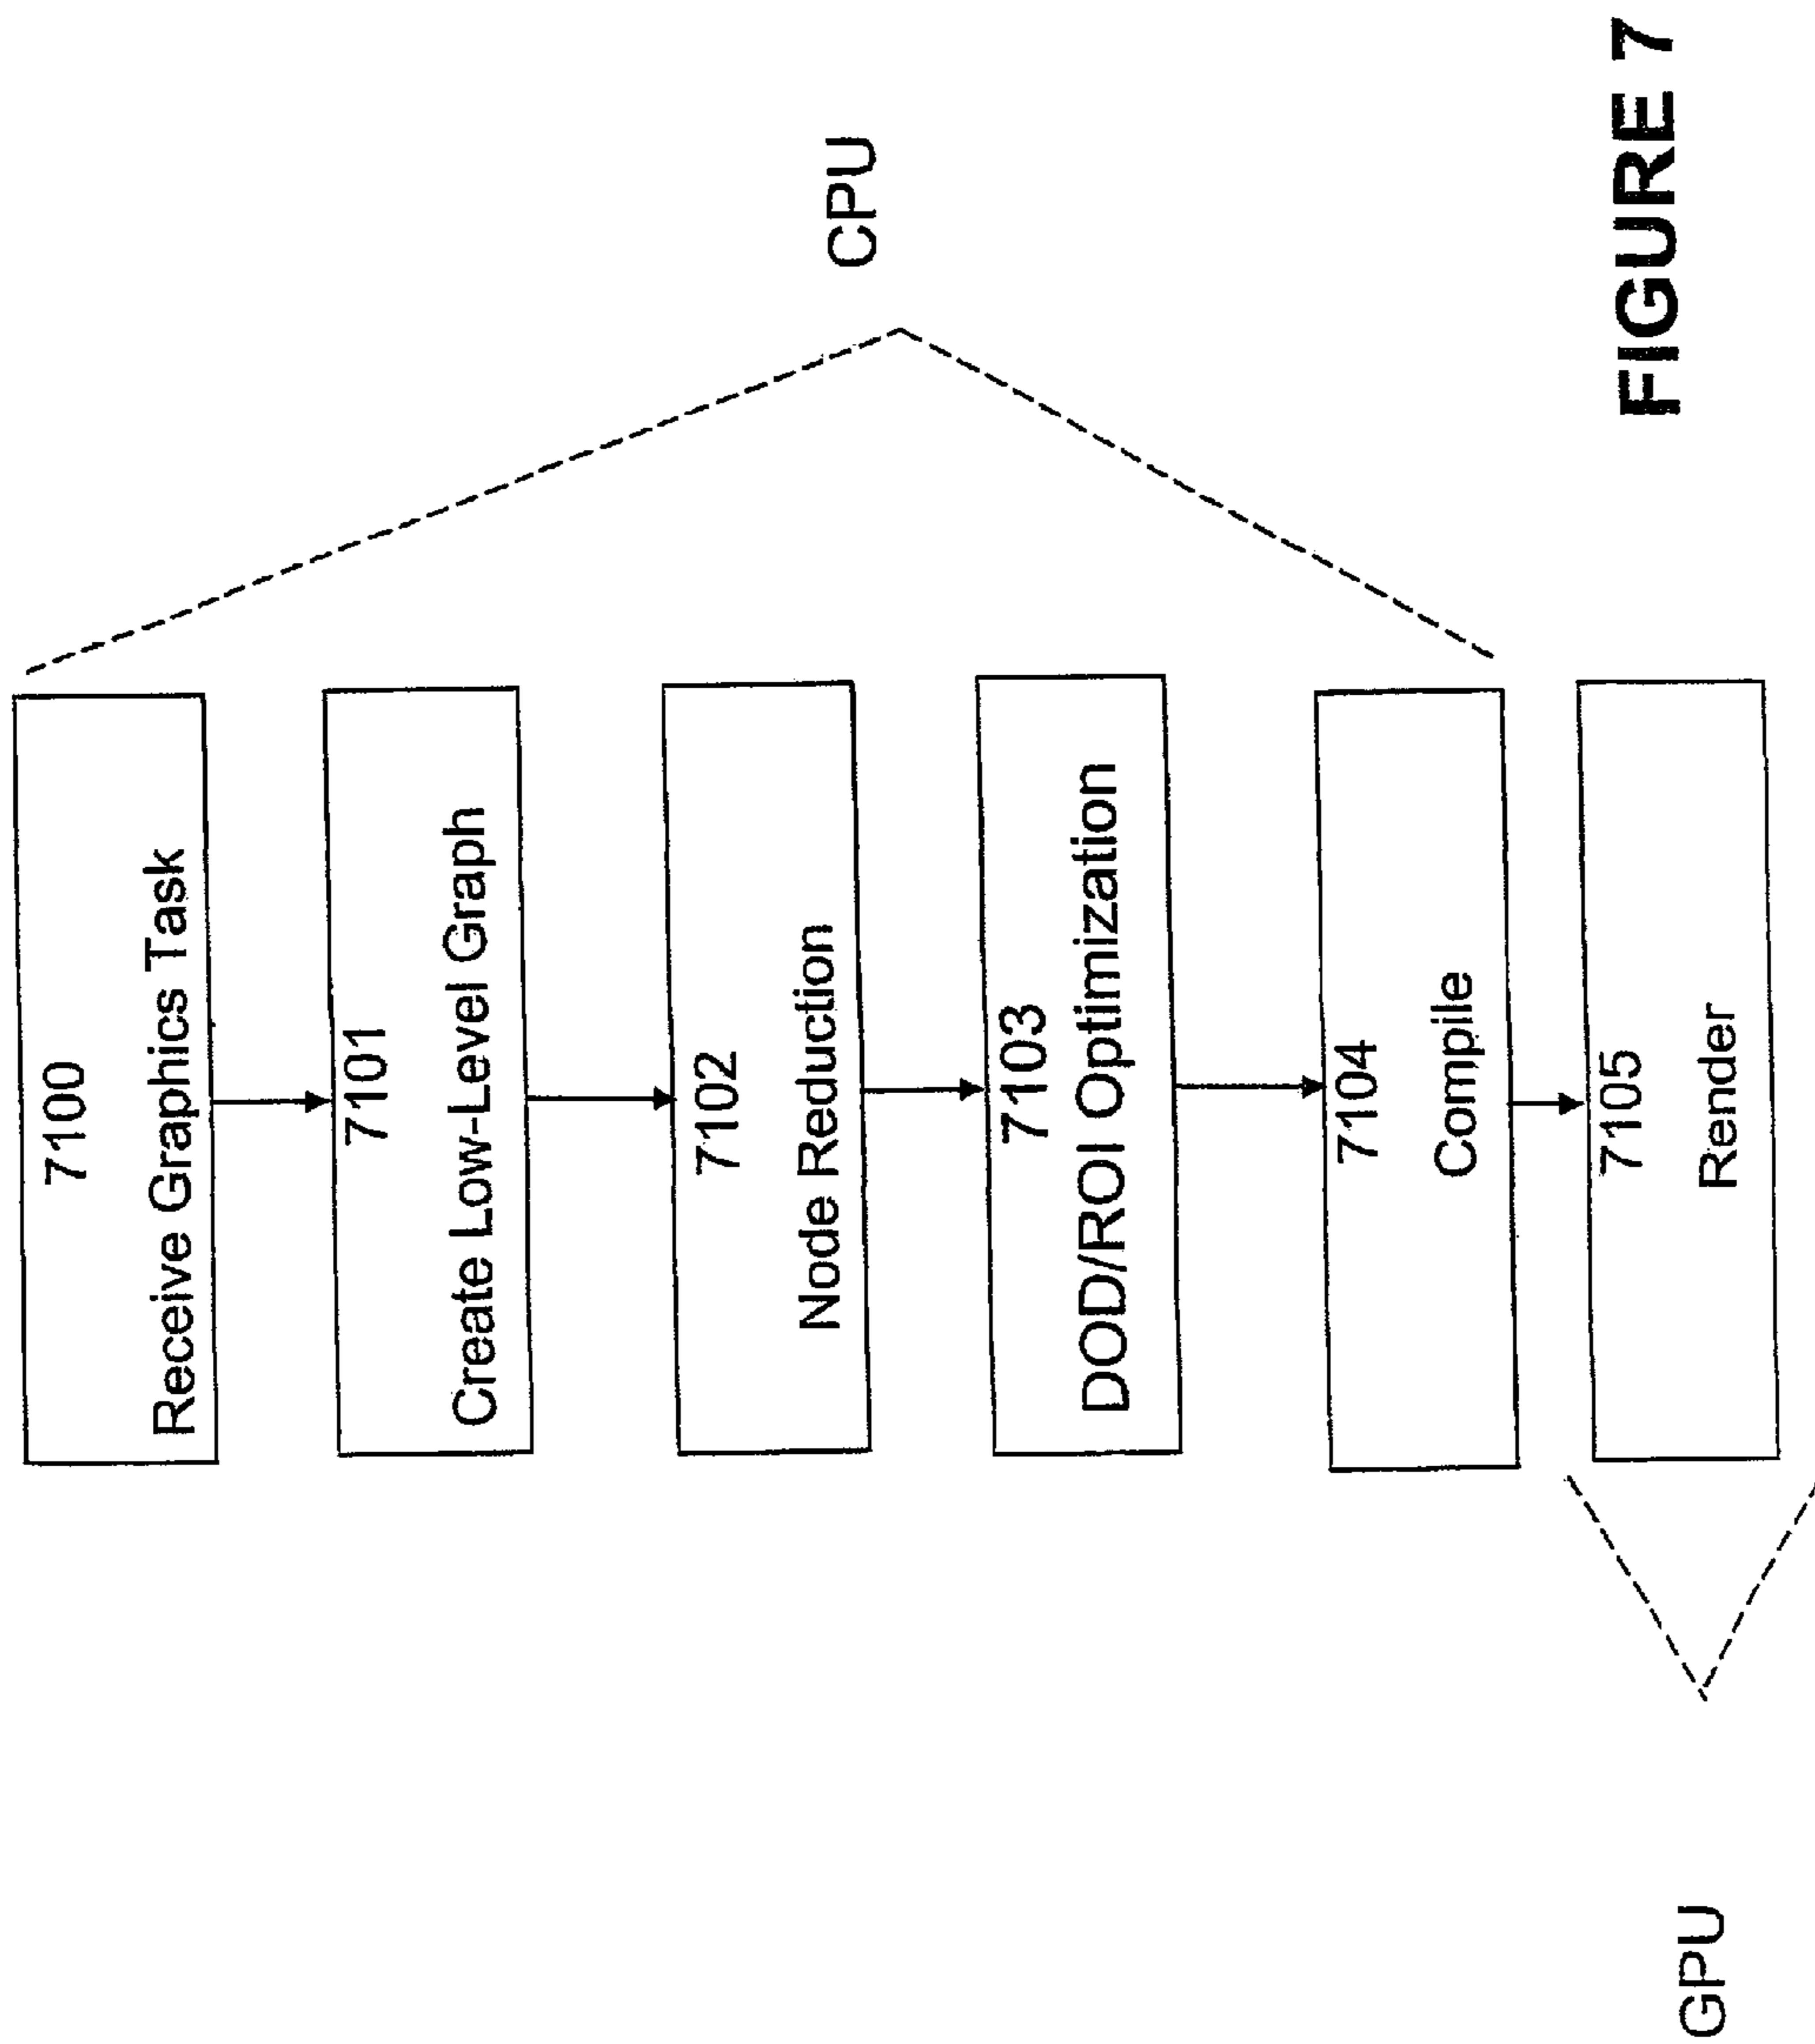 7100
Receive Graphics Task
7101
Create Low-Level Graph
7102
Node Reduction
7103
DOD/ROI Optimization
7104
Compile
7105
Render
CPU
GPU
FIGURE 7